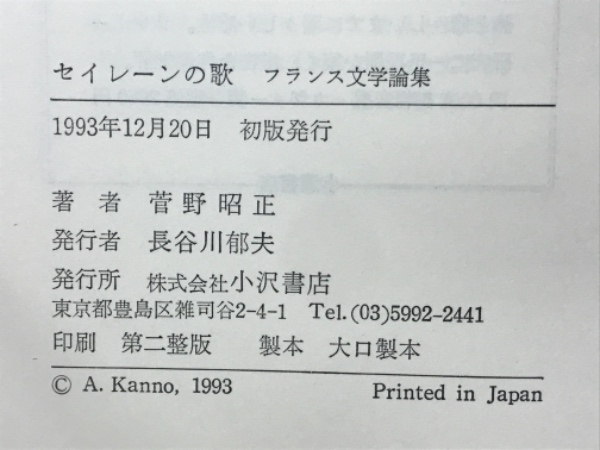 セイレーンの歌　フランス文学論集
1993年12月20日　初版発行
著　者　菅野昭正
発行者　長谷川郁夫
発行所　株式会社小沢書店
東京都豊島区雑司谷2-4-1　Tel.(03)5992-2441
印刷　第二整版　　製本　大口製本
© A. Kanno, 1993　　Printed in Japan